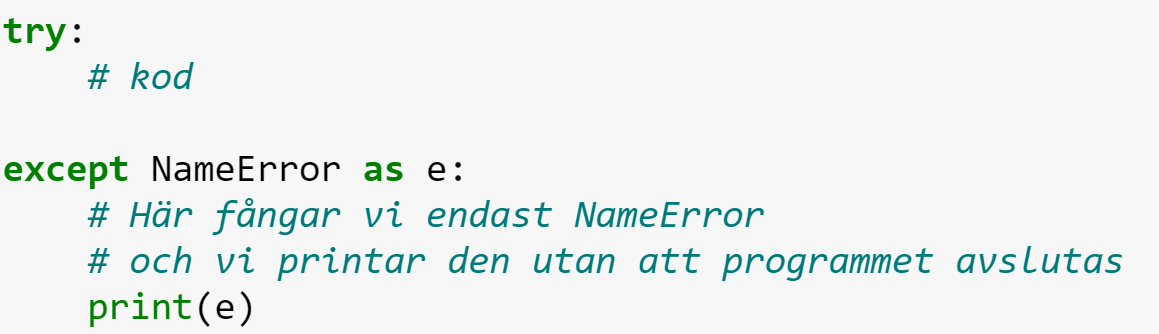 try:
    # kod

except NameError as e:
    # Här fångar vi endast NameError
    # och vi printar den utan att programmet avslutas
    print(e)